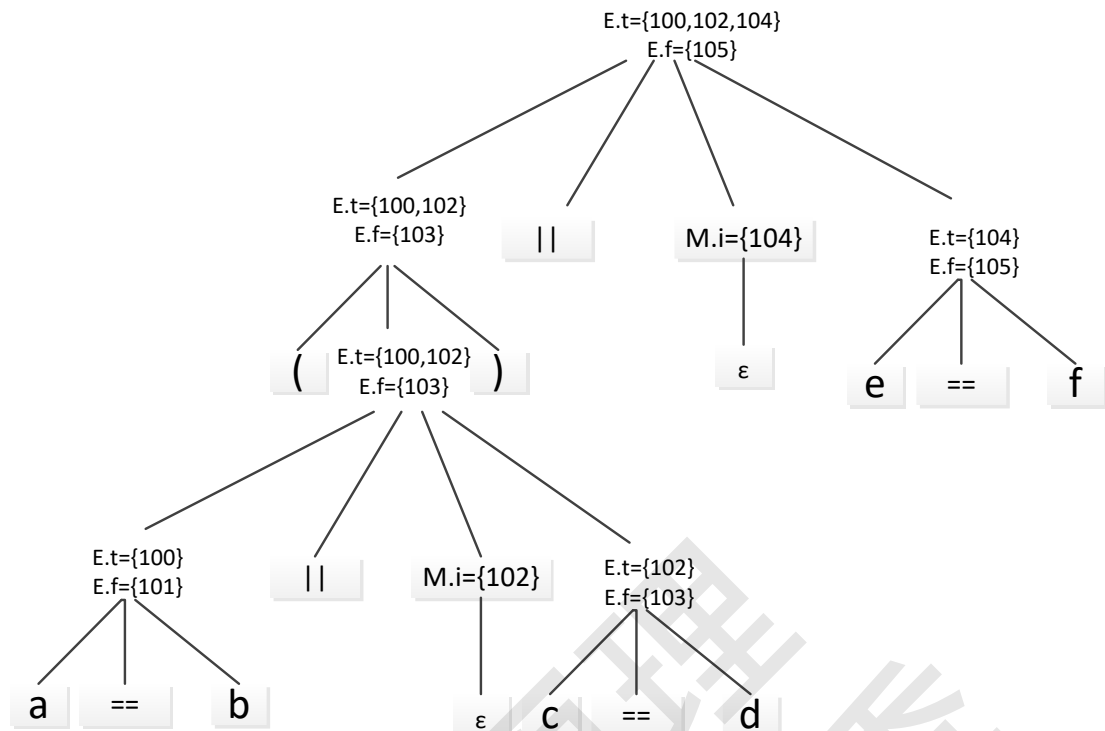 E.t={100,102,104}
E.f={105}
E.t={100,102}
E.f={103}
||
M.i={104}
E.t={104}
E.f={105}
(
E.t={100,102}
E.f={103}
)
ε
e
==
f
E.t={100}
E.f={101}
||
M.i={102}
E.t={102}
E.f={103}
a
==
b
ε
c
==
d